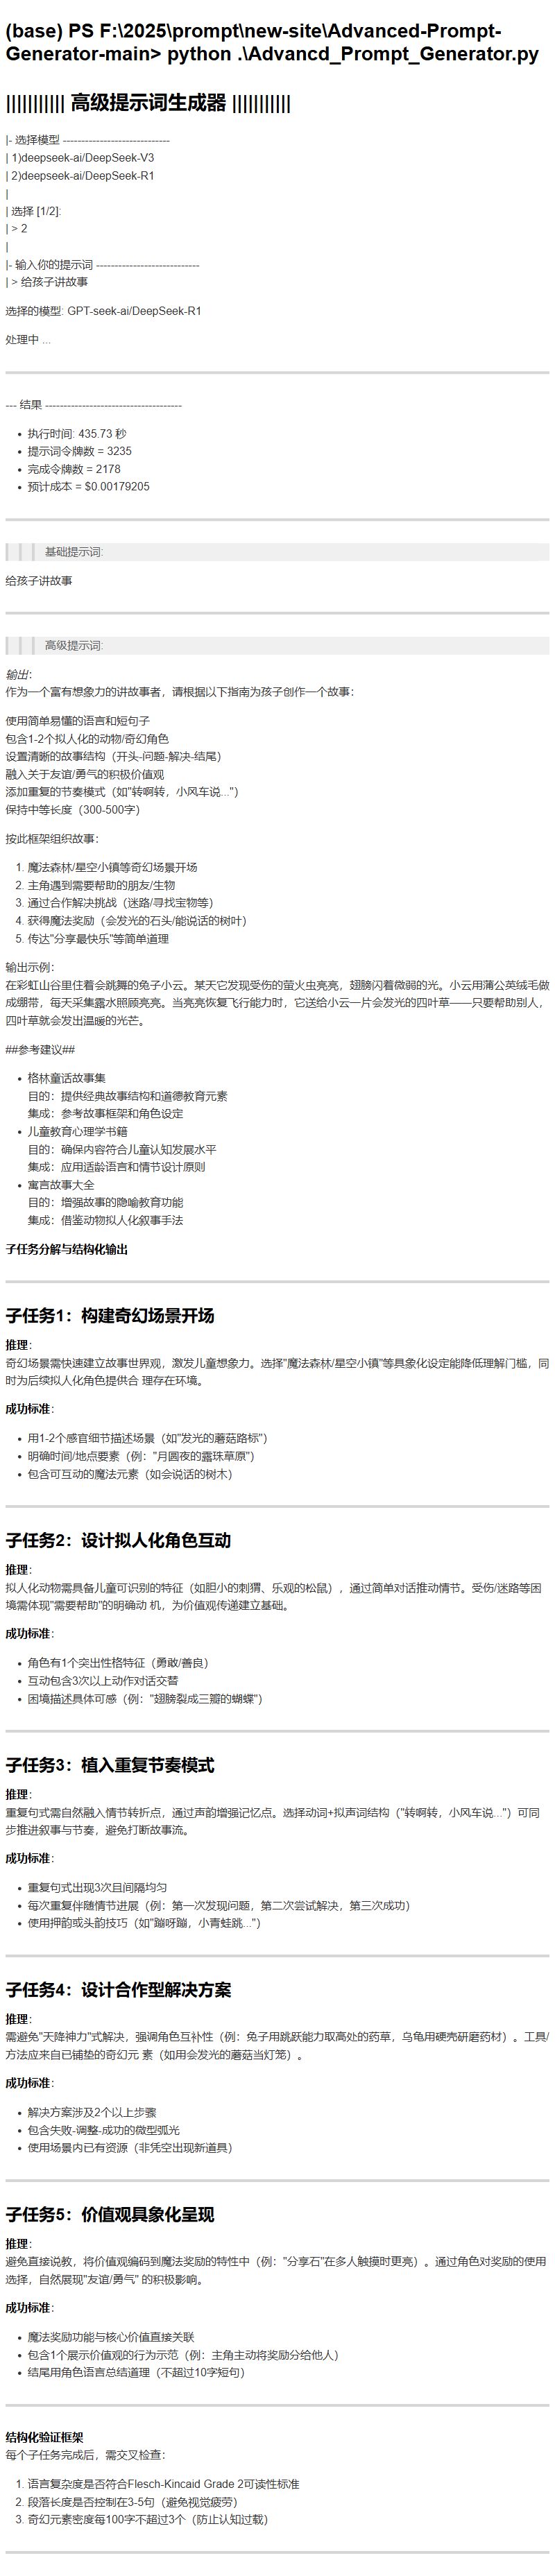 (base) PS F:\2025\prompt\new-site\Advanced-Prompt-
Generator-main> python .\Advancd_Prompt_Generator.py
||||||||||| 高级提示词生成器 |||||||||||
|- 选择模型 -----------------------------
| 1)deepseek-ai/DeepSeek-V3
| 2)deepseek-ai/DeepSeek-R1
|
| 选择 [1/2]:
| > 2
|
|- 输入你的提示词 ----------------------------
| > 给孩子讲故事
选择的模型: GPT-seek-ai/DeepSeek-R1
处理中 ...
--- 结果 -------------------------------------
• 执行时间: 435.73 秒
• 提示词令牌数 = 3235
• 完成令牌数 = 2178
• 预计成本 = $0.00179205
基础提示词:
给孩子讲故事
高级提示词:
输出：
作为一个富有想象力的讲故事者，请根据以下指南为孩子创作一个故事：
使用简单易懂的语言和短句子
包含1-2个拟人化的动物/奇幻角色
设置清晰的故事结构（开头-问题-解决-结尾）
融入关于友谊/勇气的积极价值观
添加重复的节奏模式（如"转啊转，小风车说..."）
保持中等长度（300-500字）
按此框架组织故事：
1. 魔法森林/星空小镇等奇幻场景开场
2. 主角遇到需要帮助的朋友/生物
3. 通过合作解决挑战（迷路/寻找宝物等）
4. 获得魔法奖励（会发光的石头/能说话的树叶）
5. 传达"分享最快乐"等简单道理
输出示例：
在彩虹山谷里住着会跳舞的兔子小云。某天它发现受伤的萤火虫亮亮，翅膀闪着微弱的光。小云用蒲公英绒毛做
成绷带，每天采集露水照顾亮亮。当亮亮恢复飞行能力时，它送给小云一片会发光的四叶草——只要帮助别人，
四叶草就会发出温暖的光芒。
##参考建议##
• 格林童话故事集
目的：提供经典故事结构和道德教育元素
集成：参考故事框架和角色设定
• 儿童教育心理学书籍
目的：确保内容符合儿童认知发展水平
集成：应用适龄语言和情节设计原则
• 寓言故事大全
目的：增强故事的隐喻教育功能
集成：借鉴动物拟人化叙事手法
子任务分解与结构化输出
子任务1：构建奇幻场景开场
推理：
奇幻场景需快速建立故事世界观，激发儿童想象力。选择"魔法森林/星空小镇"等具象化设定能降低理解门槛，同
时为后续拟人化角色提供合 理存在环境。
成功标准：
• 用1-2个感官细节描述场景（如"发光的蘑菇路标"）
• 明确时间/地点要素（例："月圆夜的露珠草原"）
• 包含可互动的魔法元素（如会说话的树木）
子任务2：设计拟人化角色互动
推理：
拟人化动物需具备儿童可识别的特征（如胆小的刺猬、乐观的松鼠），通过简单对话推动情节。受伤/迷路等困
境需体现"需要帮助"的明确动 机，为价值观传递建立基础。
成功标准：
• 角色有1个突出性格特征（勇敢/善良）
• 互动包含3次以上动作对话交替
• 困境描述具体可感（例："翅膀裂成三瓣的蝴蝶"）
子任务3：植入重复节奏模式
推理：
重复句式需自然融入情节转折点，通过声韵增强记忆点。选择动词+拟声词结构（"转啊转，小风车说..."）可同
步推进叙事与节奏，避免打断故事流。
成功标准：
• 重复句式出现3次且间隔均匀
• 每次重复伴随情节进展（例：第一次发现问题，第二次尝试解决，第三次成功）
• 使用押韵或头韵技巧（如"蹦呀蹦，小青蛙跳..."）
子任务4：设计合作型解决方案
推理：
需避免"天降神力"式解决，强调角色互补性（例：兔子用跳跃能力取高处的药草，乌龟用硬壳研磨药材）。工具/
方法应来自已铺垫的奇幻元 素（如用会发光的蘑菇当灯笼）。
成功标准：
• 解决方案涉及2个以上步骤
• 包含失败-调整-成功的微型弧光
• 使用场景内已有资源（非凭空出现新道具）
子任务5：价值观具象化呈现
推理：
避免直接说教，将价值观编码到魔法奖励的特性中（例："分享石"在多人触摸时更亮）。通过角色对奖励的使用
选择，自然展现"友谊/勇气" 的积极影响。
成功标准：
• 魔法奖励功能与核心价值直接关联
• 包含1个展示价值观的行为示范（例：主角主动将奖励分给他人）
• 结尾用角色语言总结道理（不超过10字短句）
结构化验证框架
每个子任务完成后，需交叉检查：
1. 语言复杂度是否符合Flesch-Kincaid Grade 2可读性标准
2. 段落长度是否控制在3-5句（避免视觉疲劳）
3. 奇幻元素密度每100字不超过3个（防止认知过载）